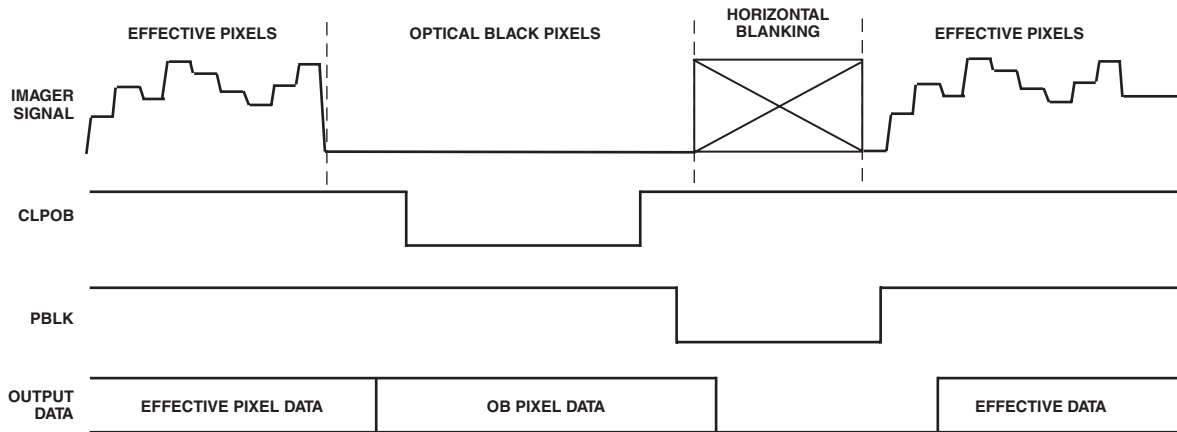 EFFECTIVE PIXELS
OPTICAL BLACK PIXELS
HORIZONTAL
BLANKING
EFFECTIVE PIXELS
IMAGER
SIGNAL
CLPOB
PBLK
OUTPUT
DATA
EFFECTIVE PIXEL DATA
OB PIXEL DATA
EFFECTIVE DATA